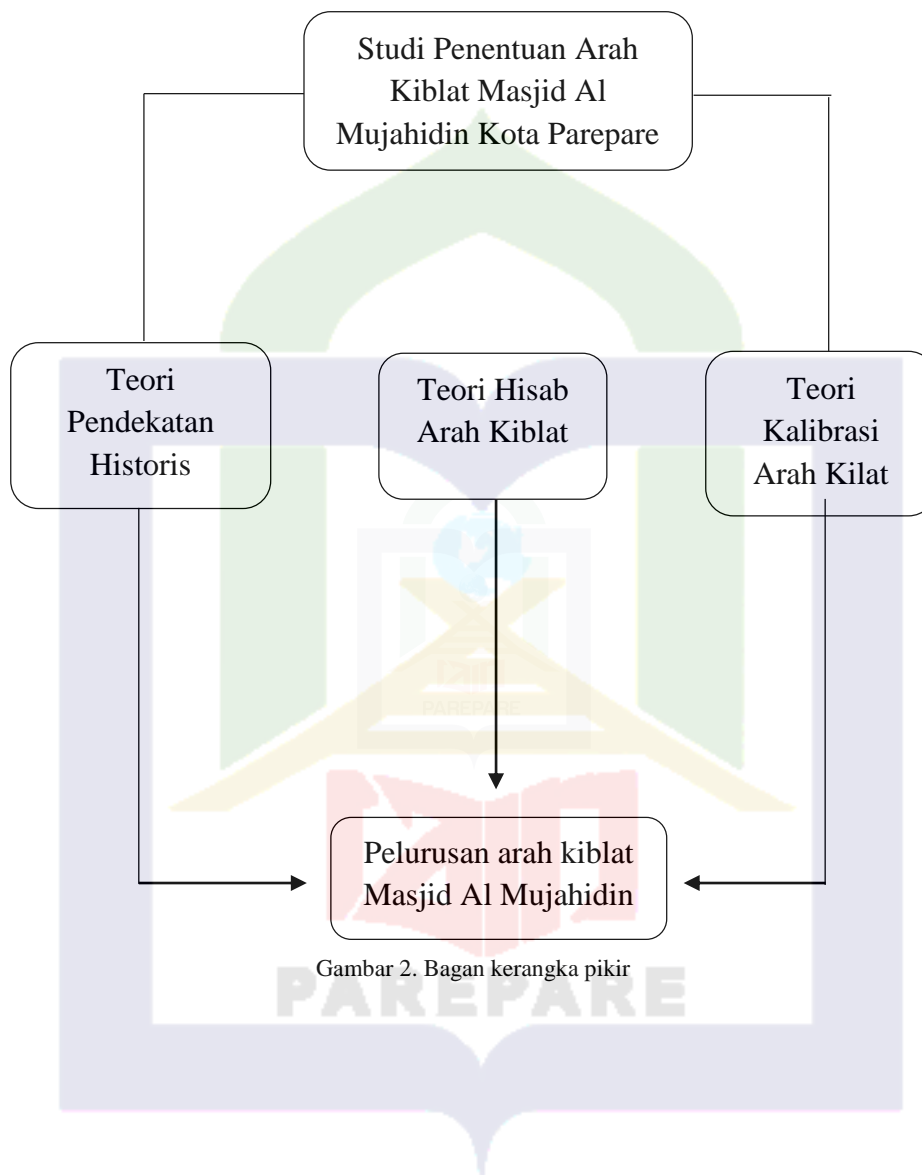 Studi Penentuan Arah
Kiblat Masjid Al
Mujahidin Kota Parepare
Teori
Pendekatan
Historis
Teori Hisab
Arah Kiblat
Teori
Kalibrasi
Arah Kilat
PAREPARE
Pelurusan arah kiblat
Masjid Al Mujahidin
Gambar 2. Bagan kerangka pikir
PAREPARE